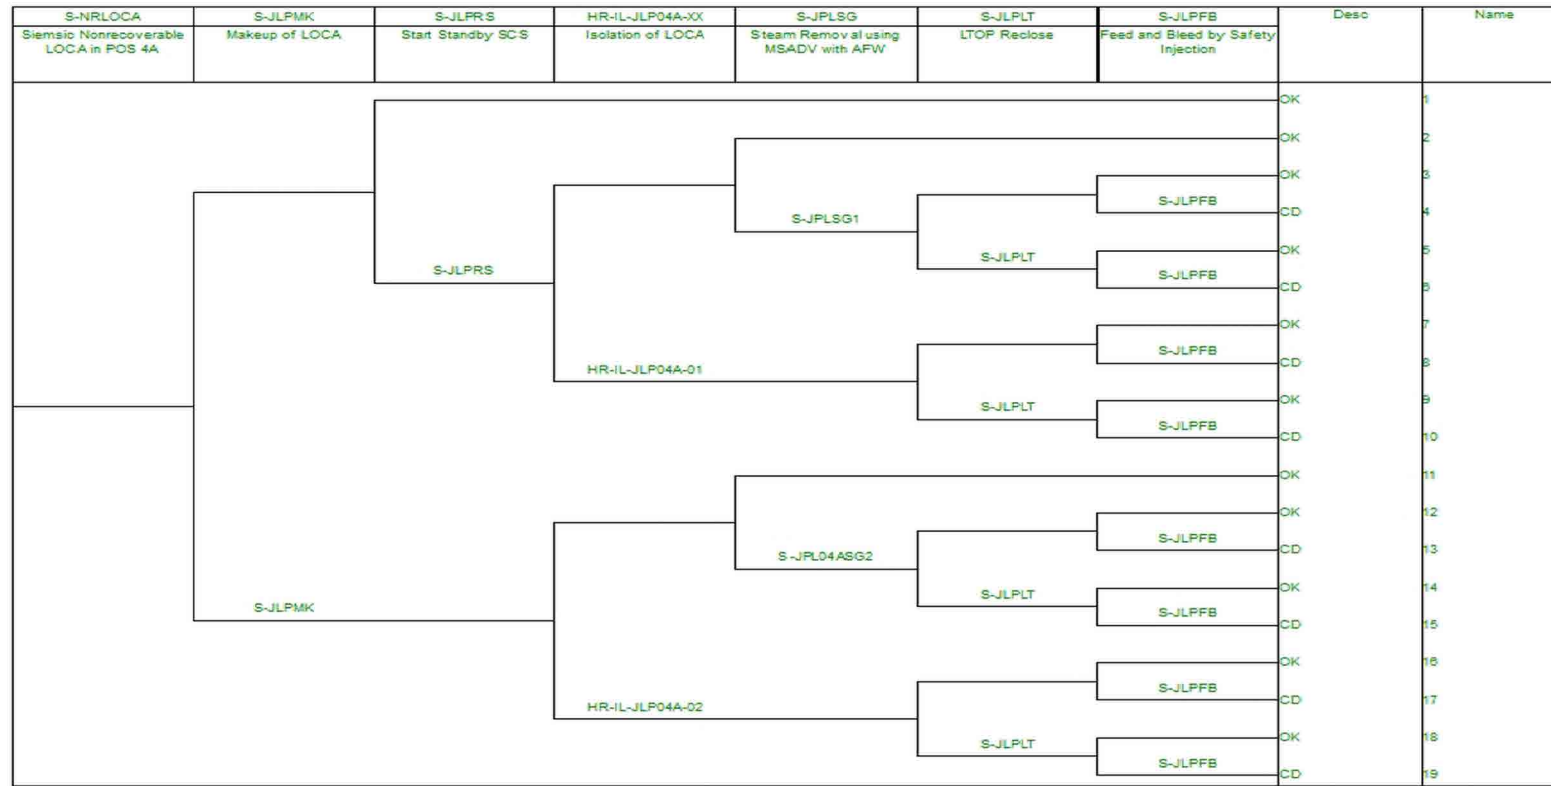 S-NRLOCA S-JLPMK S-JLPRS HR-IL-JLP04A-XX S-JPLSG S-JLPLT S-JLPFB Desc Name
Siemsic Nonrecoverable LOCA in POS 4A
Makeup of LOCA
Start Standby SCS
Isolation of LOCA
Steam Removal using MSADV with AFW
LTOP Reclose
Feed and Bleed by Safety Injection
OK 1
OK 2
OK 3
S-JLPFB
CD 4
S-JPLSG1
OK 5
S-JLPLT
S-JLPRS
S-JLPFB
CD 6
OK 7
S-JLPFB
CD 8
HR-IL-JLP04A-01
OK 9
S-JLPLT
S-JLPFB
CD 10
OK 11
OK 12
S-JLPFB
CD 13
S-JPL04ASG2
OK 14
S-JLPLT
S-JLPMK
S-JLPFB
CD 15
OK 16
S-JLPFB
CD 17
HR-IL-JLP04A-02
OK 18
S-JLPLT
S-JLPFB
CD 19